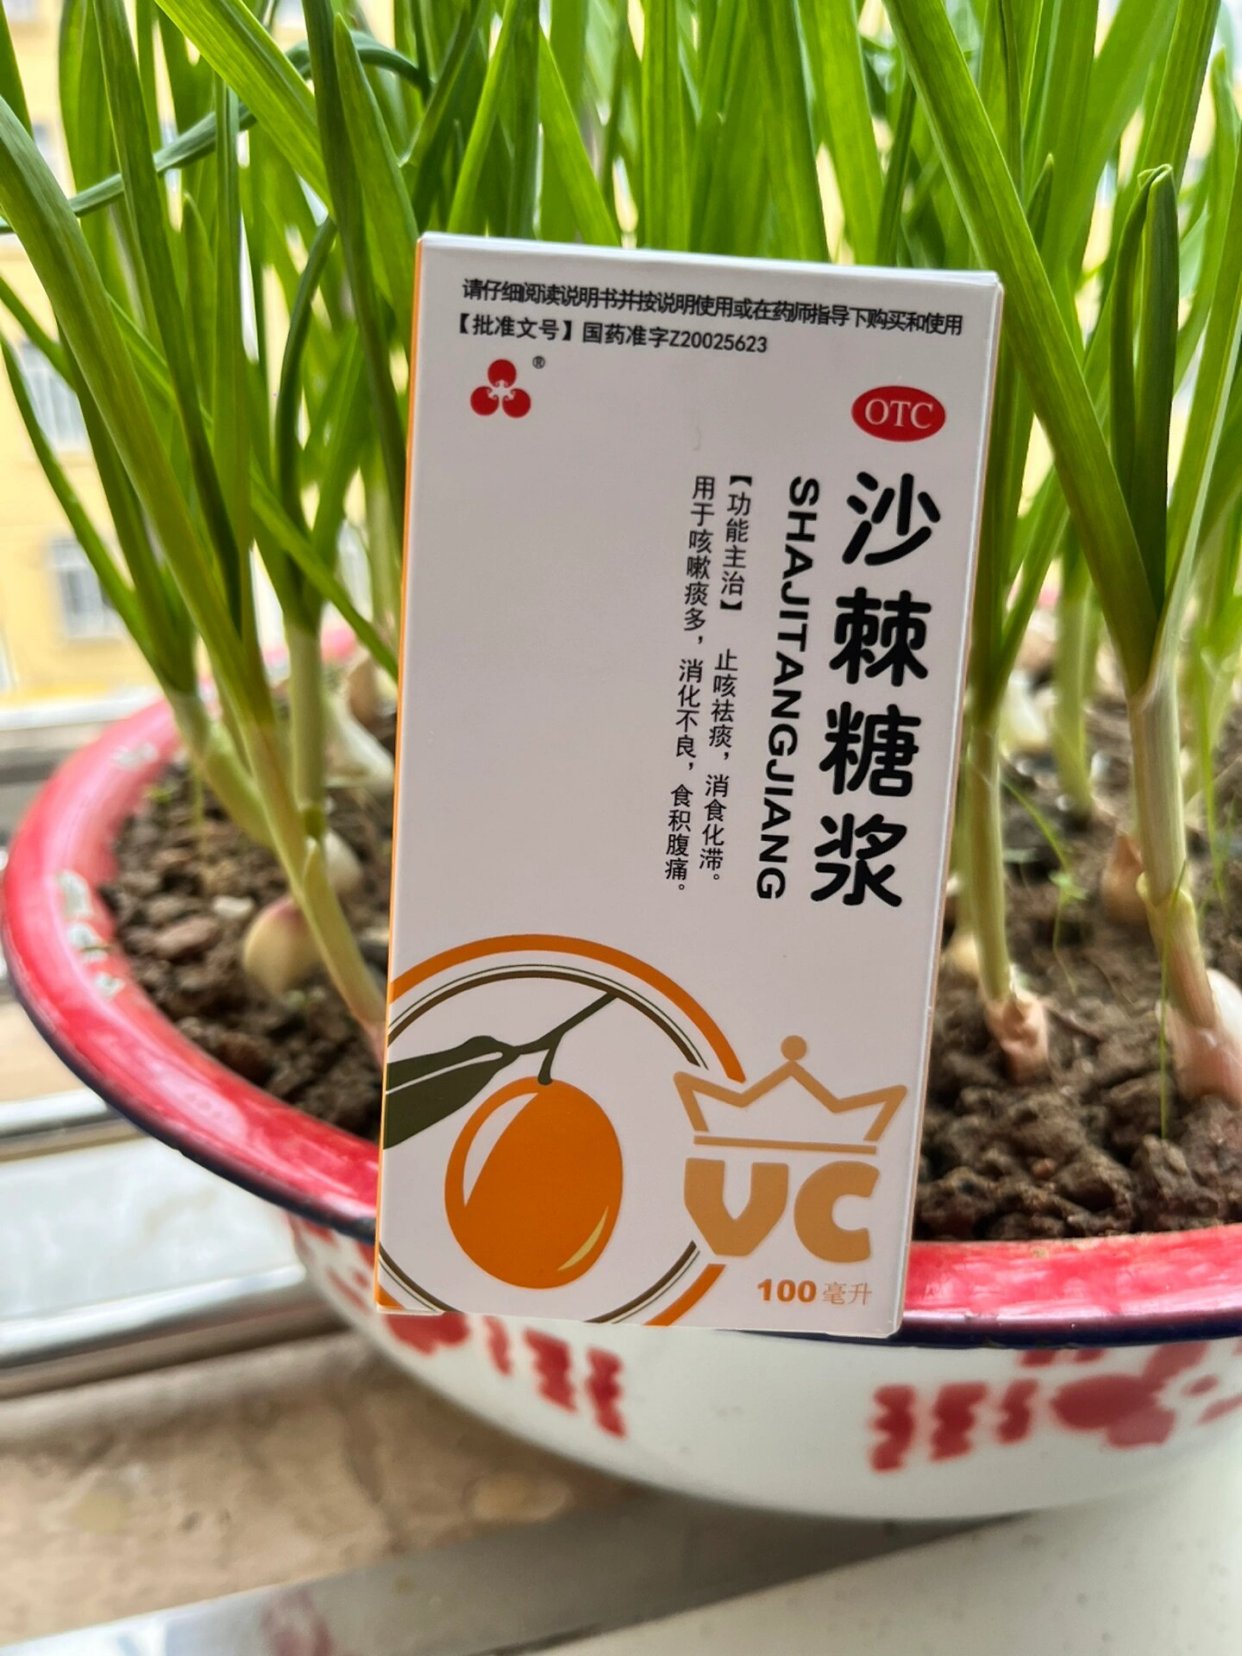 请仔细阅读说明书并按说明使用或在药师指导下购买和使用
【批准文号】国药准字Z20025623
®
OTC
沙棘糖浆
SHAJITANGJIANG
【功能主治】 止咳祛痰，消食化滞。
用于咳嗽痰多，消化不良，食积腹痛。
VC
100毫升